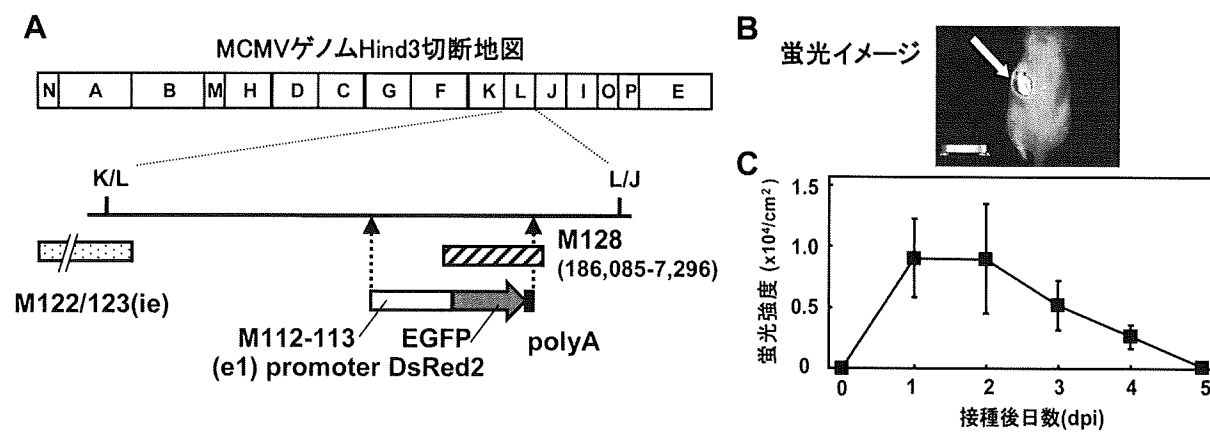 A
MCMVゲノムHind3切断地図
N A B M H D C G F K L J I O P E
K/L
L/J
M128
(186,085-7,296)
M122/123(ie)
M112-113
(e1) promoter
EGFP
DsRed2
polyA
B
蛍光イメージ
C
蛍光強度 (x10⁴/cm²)
1.5
1.0
0.5
0
0 1 2 3 4 5
接種後日数(dpi)